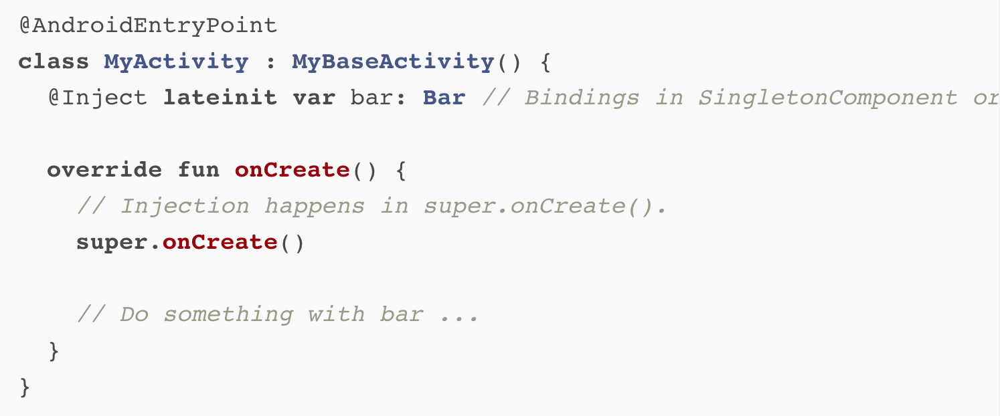 @AndroidEntryPoint
class MyActivity : MyBaseActivity() {
  @Inject lateinit var bar: Bar // Bindings in SingletonComponent or

  override fun onCreate() {
    // Injection happens in super.onCreate().
    super.onCreate()

    // Do something with bar ...
  }
}